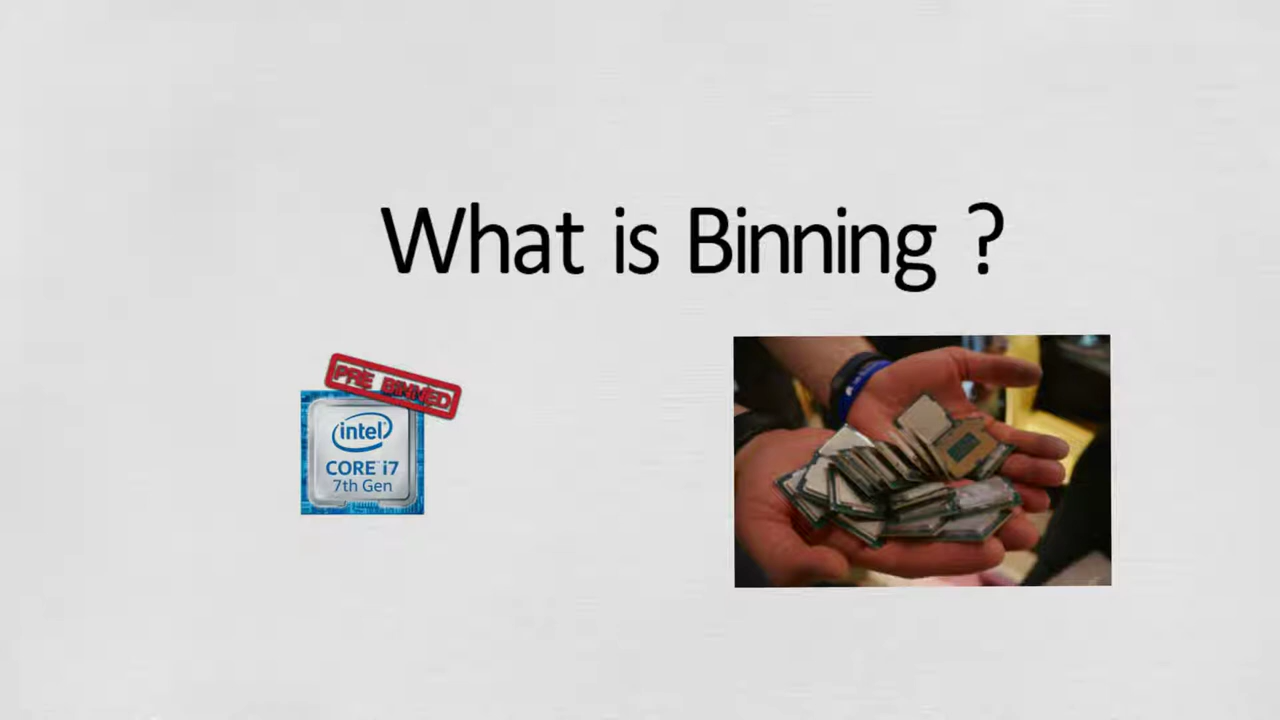 What is Binning ?
PRE BINNED
intel
CORE i7
7th Gen